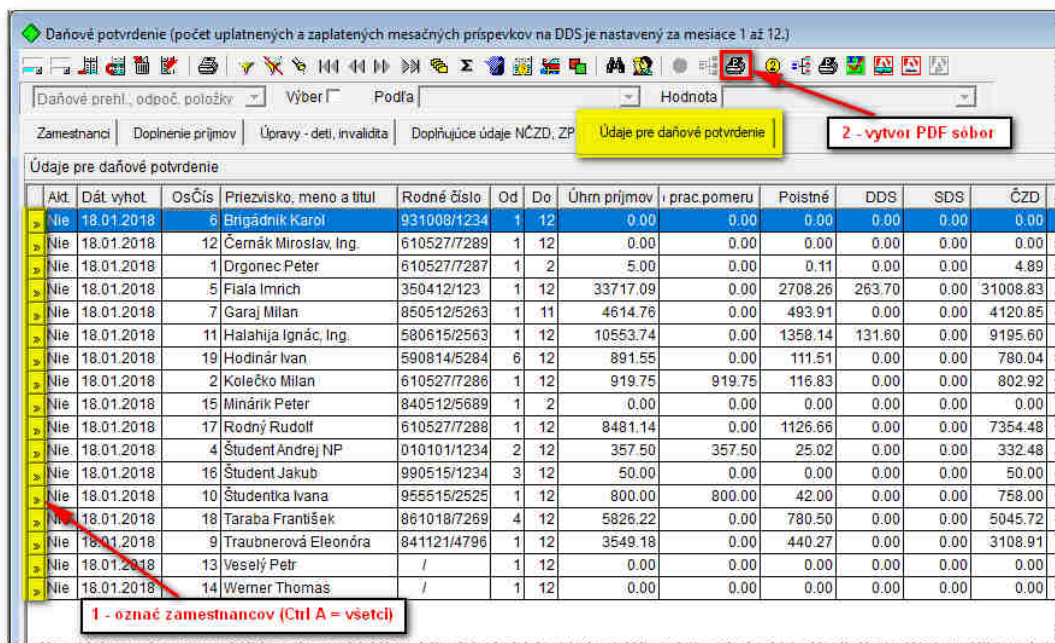 Daňové potvrdenie (počet uplatnených a zaplatených mesačných príspevkov na DDS je nastavený za mesiace 1 až 12.)
Daňové prehl., odpoč. položky Výber Podľa Hodnota
Zamestnanci Doplnenie príjmov Úpravy - deti, invalidita Doplňujúce údaje NČZD, ZP Údaje pre daňové potvrdenie
2 - vytvor PDF súbor
Údaje pre daňové potvrdenie
Akt. Dát. vyhot. OsČís Priezvisko, meno a titul Rodné číslo Od Do Úhrn príjmov prac.pomeru Poistné DDS SDS ČZD
» Nie 18.01.2018 6 Brigádnik Karol 931008/1234 1 12 0.00 0.00 0.00 0.00 0.00 0.00
» Nie 18.01.2018 12 Černák Miroslav, Ing. 610527/7289 1 12 0.00 0.00 0.00 0.00 0.00 0.00
» Nie 18.01.2018 1 Drgonec Peter 610527/7287 1 2 5.00 0.00 0.11 0.00 0.00 4.89
» Nie 18.01.2018 5 Fiala Imrich 350412/123 1 12 33717.09 0.00 2708.26 263.70 0.00 31008.83
» Nie 18.01.2018 7 Garaj Milan 850512/5263 1 11 4614.76 0.00 493.91 0.00 0.00 4120.85
» Nie 18.01.2018 11 Halahija Ignác, Ing. 580615/2563 1 12 10553.74 0.00 1358.14 131.60 0.00 9195.60
» Nie 18.01.2018 19 Hodinár Ivan 590814/5284 6 12 891.55 0.00 111.51 0.00 0.00 780.04
» Nie 18.01.2018 2 Kolečko Milan 610527/7286 1 12 919.75 919.75 116.83 0.00 0.00 802.92
» Nie 18.01.2018 15 Minárik Peter 840512/5689 1 2 0.00 0.00 0.00 0.00 0.00 0.00
» Nie 18.01.2018 17 Rodný Rudolf 610527/7288 1 12 8481.14 0.00 1126.66 0.00 0.00 7354.48
» Nie 18.01.2018 4 Študent Andrej NP 010101/1234 2 12 357.50 357.50 25.02 0.00 0.00 332.48
» Nie 18.01.2018 16 Študent Jakub 990515/1234 3 12 50.00 0.00 0.00 0.00 0.00 50.00
» Nie 18.01.2018 10 Študentka Ivana 955515/2525 1 12 800.00 800.00 42.00 0.00 0.00 758.00
» Nie 18.01.2018 18 Taraba František 861018/7269 4 12 5826.22 0.00 780.50 0.00 0.00 5045.72
» Nie 18.01.2018 9 Traubnerová Eleonóra 841121/4796 1 12 3549.18 0.00 440.27 0.00 0.00 3108.91
» Nie 18.01.2018 13 Veselý Petr / 1 12 0.00 0.00 0.00 0.00 0.00 0.00
» Nie 18.01.2018 14 Werner Thomas / 1 12 0.00 0.00 0.00 0.00 0.00 0.00
1 - označ zamestnancov (Ctrl A = všetci)